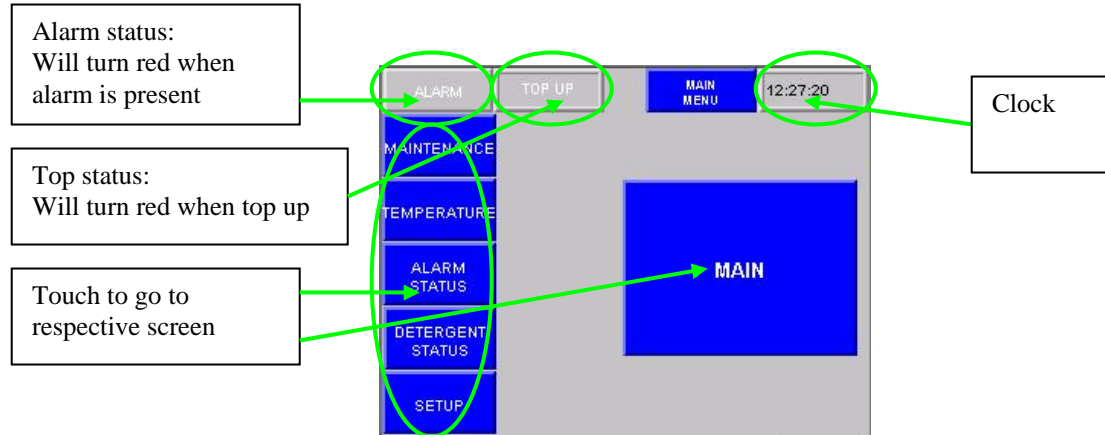 Alarm status:
Will turn red when
alarm is present
Top status:
Will turn red when top up
Touch to go to
respective screen
ALARM
TOP UP
MAIN
MENU
12:27:20
MAINTENANCE
TEMPERATURE
ALARM
STATUS
DETERGENT
STATUS
SETUP
MAIN
Clock